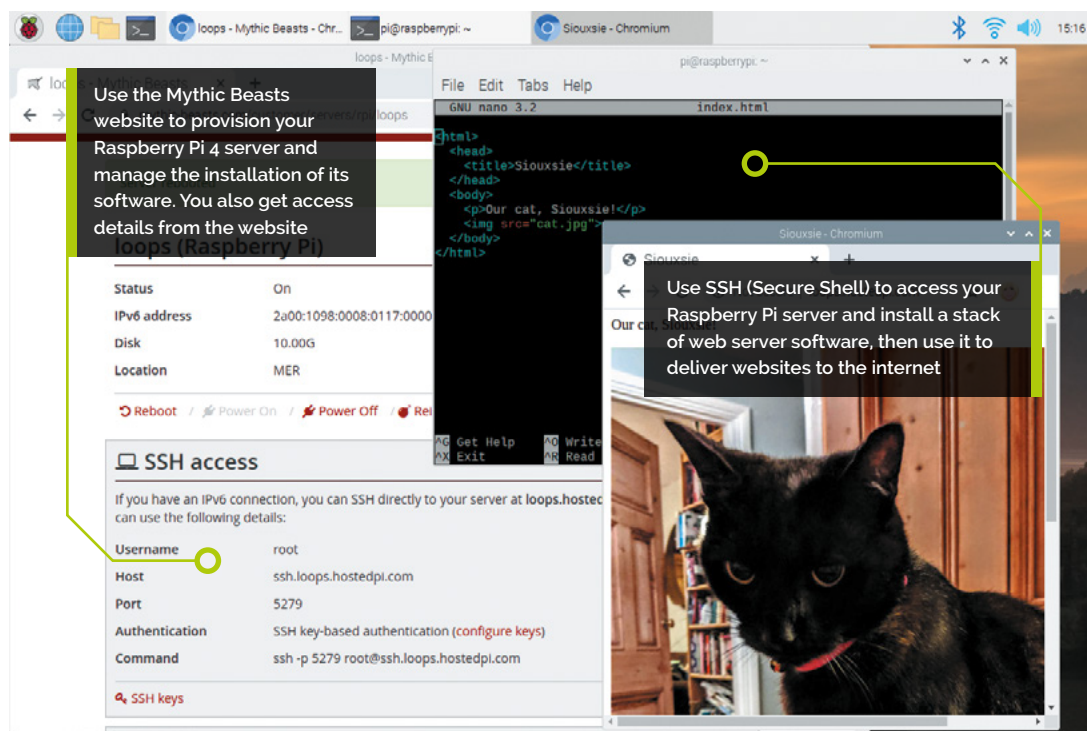 loops - Mythic Beasts - Chr...
pi@raspberrypi: ~
Siouxsie - Chromium
15:16
loops - Mythic
Use the Mythic Beasts
website to provision your
Raspberry Pi 4 server and
manage the installation of its
software. You also get access
details from the website
loops (Raspberry Pi)
Status On
IPv6 address 2a00:1098:0008:0117:0000
Disk 10.00G
Location MER
Reboot / Power On / Power Off / Rei
SSH access
If you have an IPv6 connection, you can SSH directly to your server at loops.hosted
can use the following details:
Username root
Host ssh.loops.hostedpi.com
Port 5279
Authentication SSH key-based authentication (configure keys)
Command ssh -p 5279 root@ssh.loops.hostedpi.com
SSH keys
pi@raspberrypi: ~
File Edit Tabs Help
GNU nano 3.2 index.html
<html>
<head>
<title>Siouxsie</title>
</head>
<body>
<p>Our cat, Siouxsie!</p>
<img src="cat.jpg">
</body>
</html>
^G Get Help ^O Write
^X Exit ^R Read
Siouxsie - Chromium
Siouxsie
Our cat, Siouxsie!
Use SSH (Secure Shell) to access your
Raspberry Pi server and install a stack
of web server software, then use it to
deliver websites to the internet